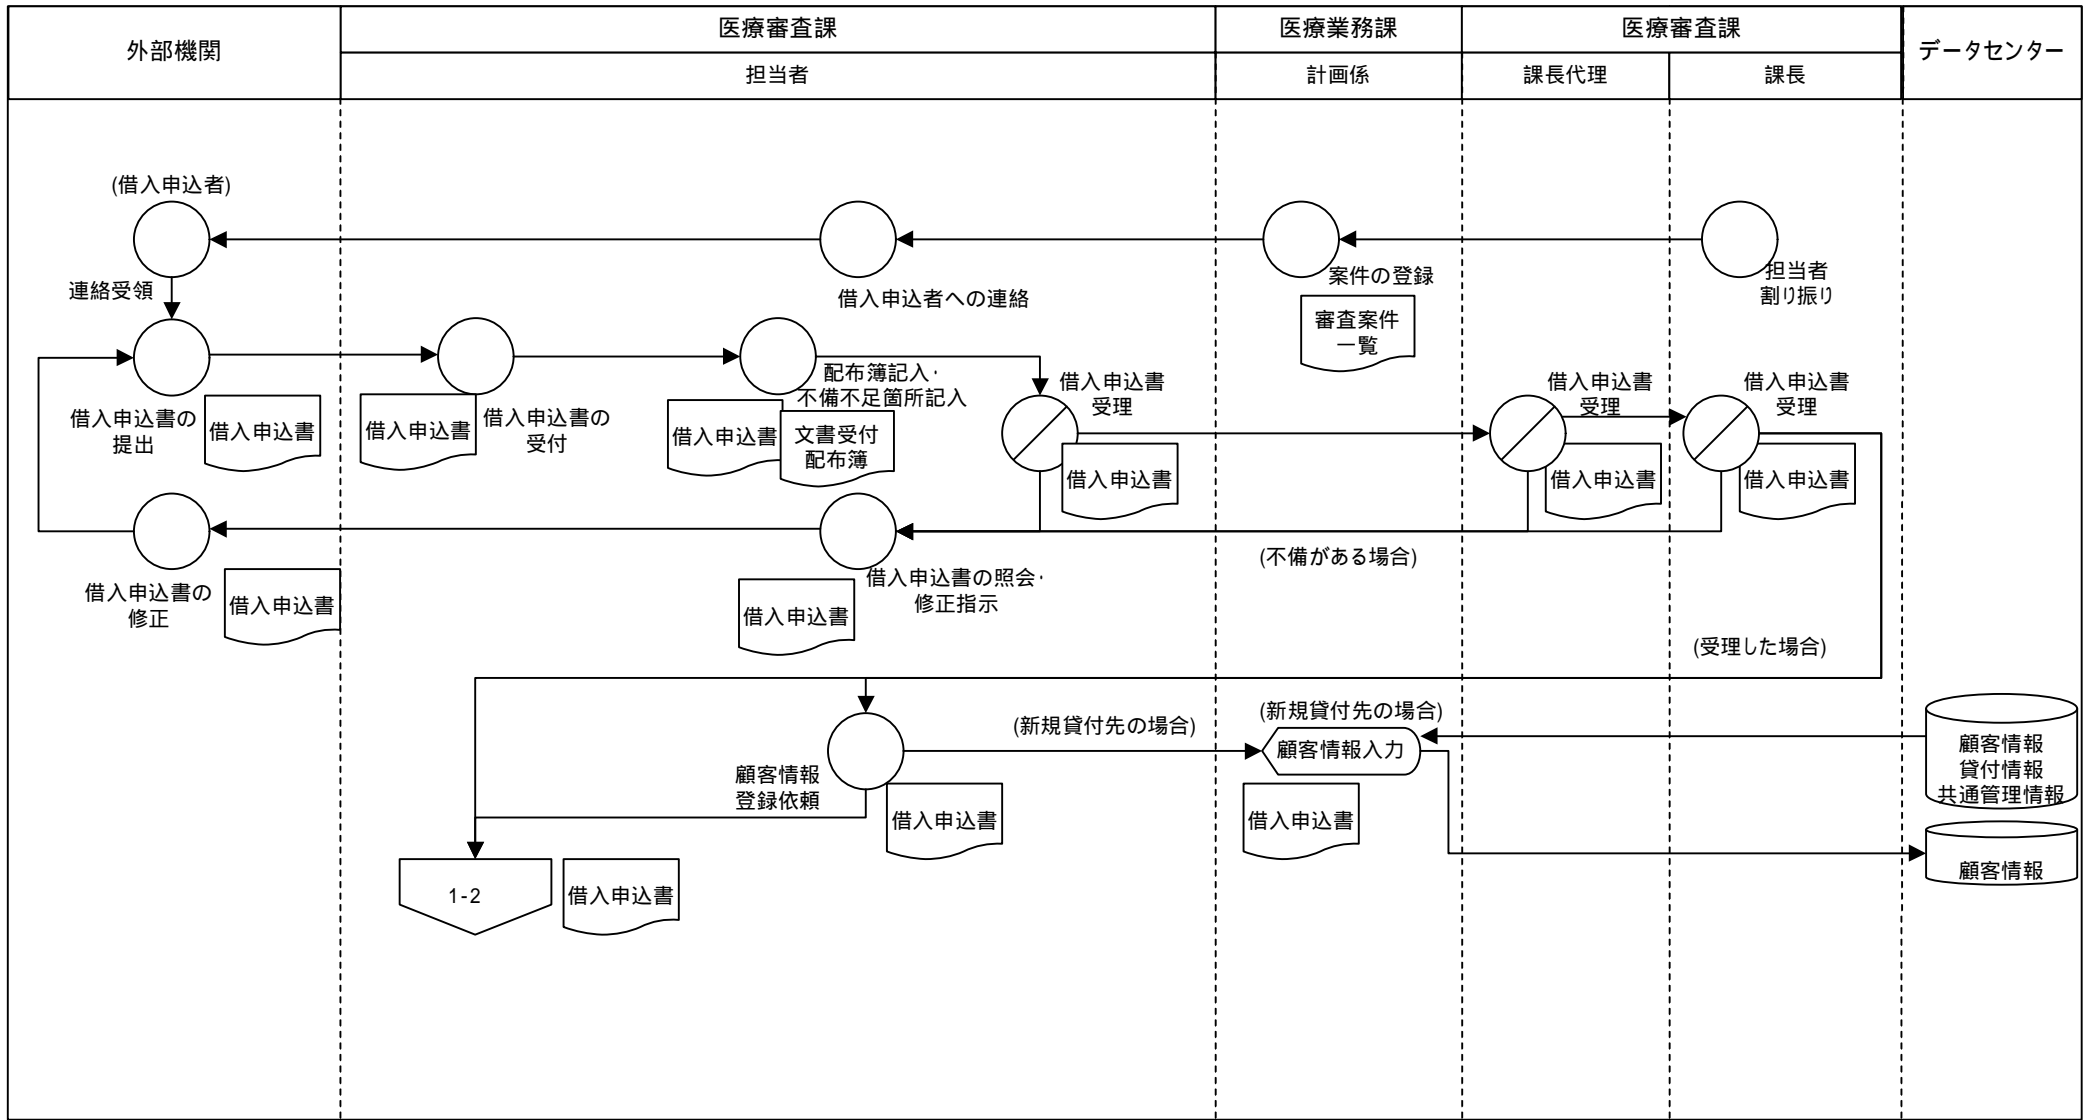 外部機関
医療審査課
医療業務課
医療審査課
データセンター
担当者
計画係
課長代理
課長
(借入申込者)
連絡受領
借入申込者への連絡
案件の登録
審査案件
一覧
担当者
割り振り
借入申込書の
提出
借入申込書
借入申込書
借入申込書の
受付
配布簿記入・
不備不足箇所記入
借入申込書
文書受付
配布簿
借入申込書
受理
借入申込書
借入申込書
受理
借入申込書
借入申込書
受理
借入申込書
借入申込書の
修正
借入申込書
借入申込書の照会・
修正指示
借入申込書
(不備がある場合)
(受理した場合)
顧客情報
登録依頼
借入申込書
(新規貸付先の場合)
(新規貸付先の場合)
顧客情報入力
借入申込書
顧客情報
貸付情報
共通管理情報
顧客情報
1-2
借入申込書